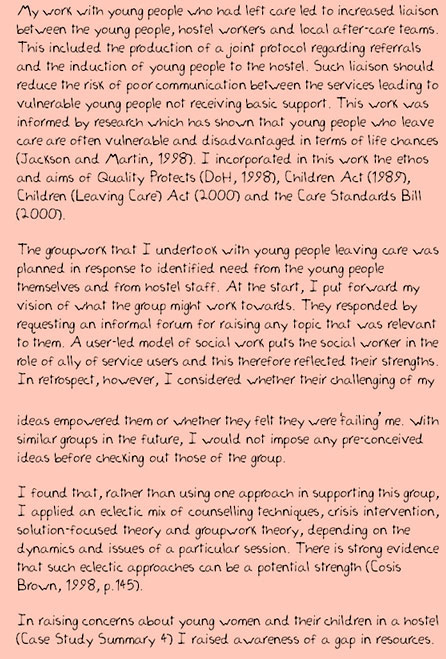 My work with young people who had left care led to increased liaison
between the young people, hostel workers and local after-care teams.
This included the production of a joint protocol regarding referrals
and the induction of young people to the hostel. Such liaison should
reduce the risk of poor communication between the services leading to
vulnerable young people not receiving basic support. This work was
informed by research which has shown that young people who leave
care are often vulnerable and disadvantaged in terms of life chances
(Jackson and Martin, 1998). I incorporated in this work the ethos
and aims of Quality Protects (DoH, 1998), Children Act (1989),
Children (Leaving Care) Act (2000) and the Care Standards Bill
(2000).

The groupwork that I undertook with young people leaving care was
planned in response to identified need from the young people
themselves and from hostel staff. At the start, I put forward my
vision of what the group might work towards. They responded by
requesting an informal forum for raising any topic that was relevant
to them. A user-led model of social work puts the social worker in the
role of ally of service users and this therefore reflected their strengths.
In retrospect, however, I considered whether their challenging of my

ideas empowered them or whether they felt they were 'failing' me. With
similar groups in the future, I would not impose any pre-conceived
ideas before checking out those of the group.

I found that, rather than using one approach in supporting this group,
I applied an eclectic mix of counselling techniques, crisis intervention,
solution-focused theory and groupwork theory, depending on the
dynamics and issues of a particular session. There is strong evidence
that such eclectic approaches can be a potential strength (Cosis
Brown, 1998, p.145).

In raising concerns about young women and their children in a hostel
(Case Study Summary 4) I raised awareness of a gap in resources.